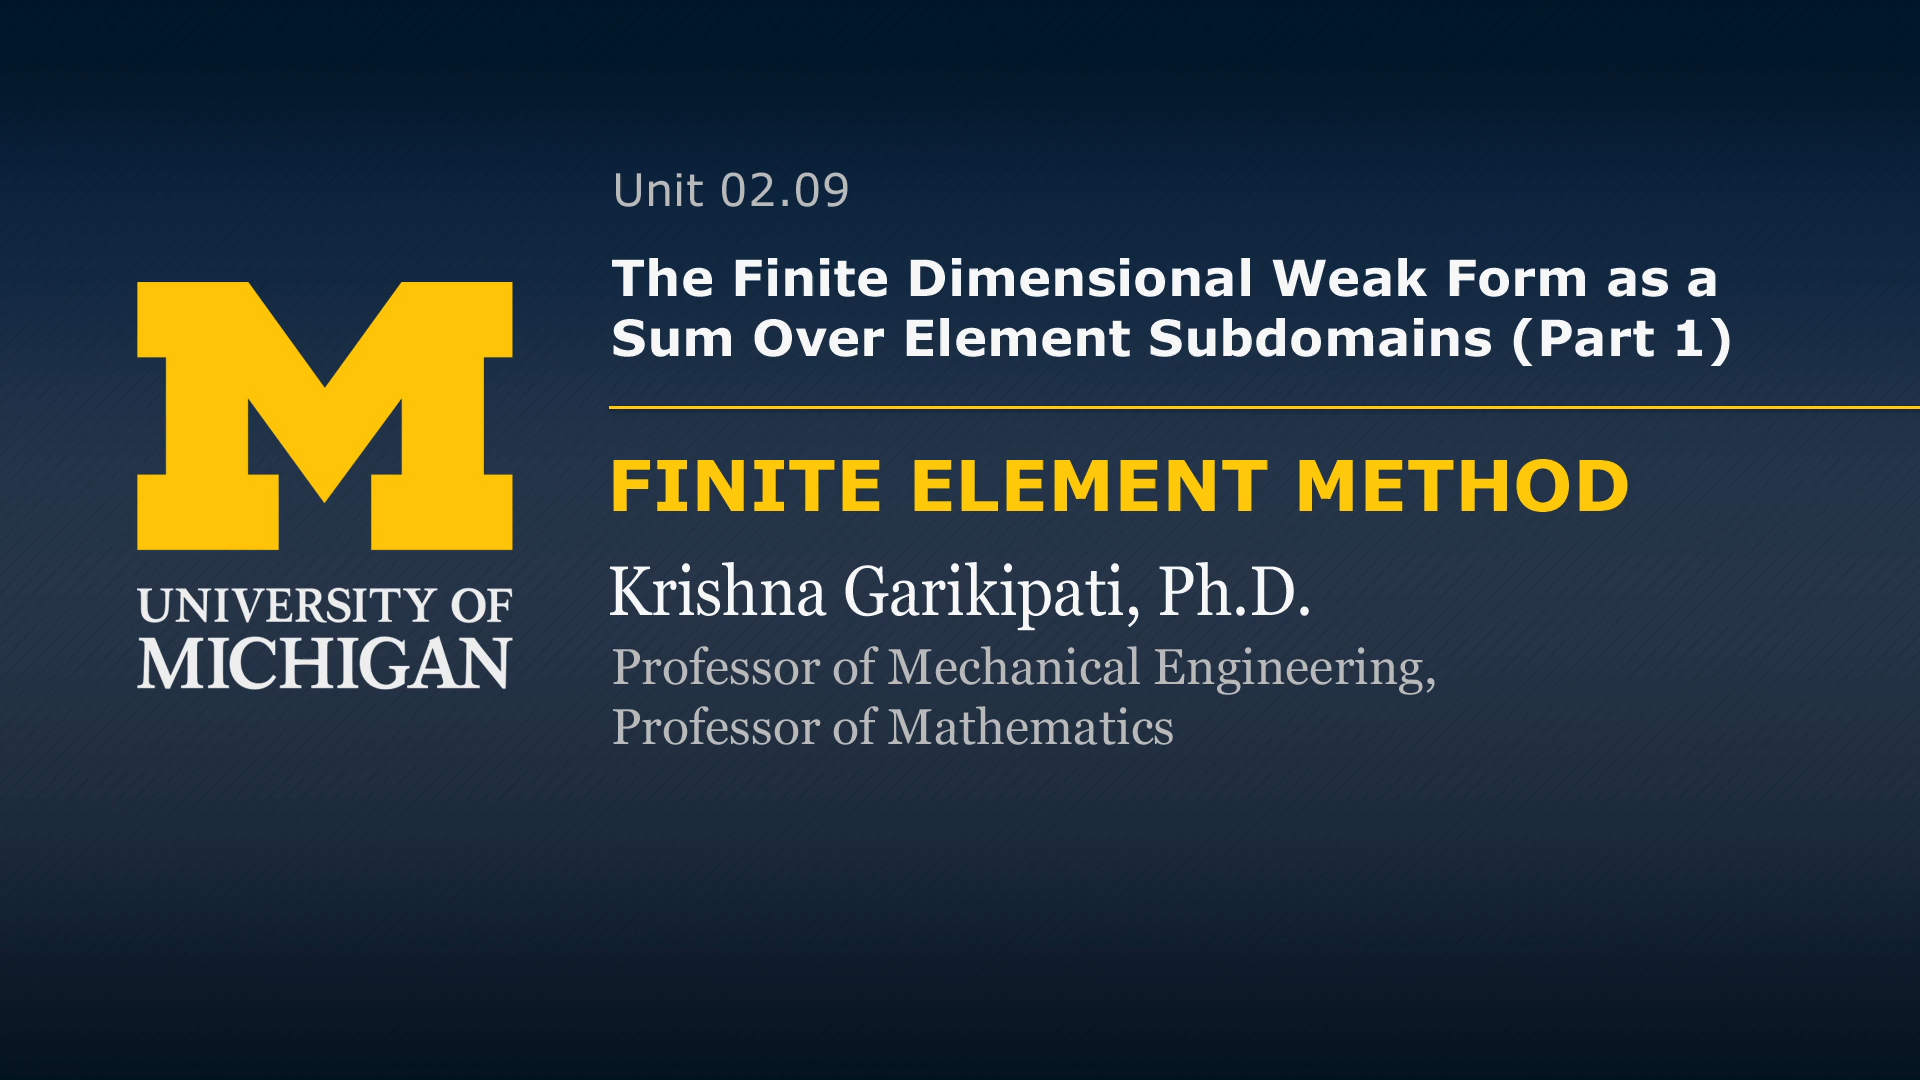 Unit 02.09
The Finite Dimensional Weak Form as a
Sum Over Element Subdomains (Part 1)
FINITE ELEMENT METHOD
Krishna Garikipati, Ph.D.
Professor of Mechanical Engineering,
Professor of Mathematics
M
UNIVERSITY OF
MICHIGAN